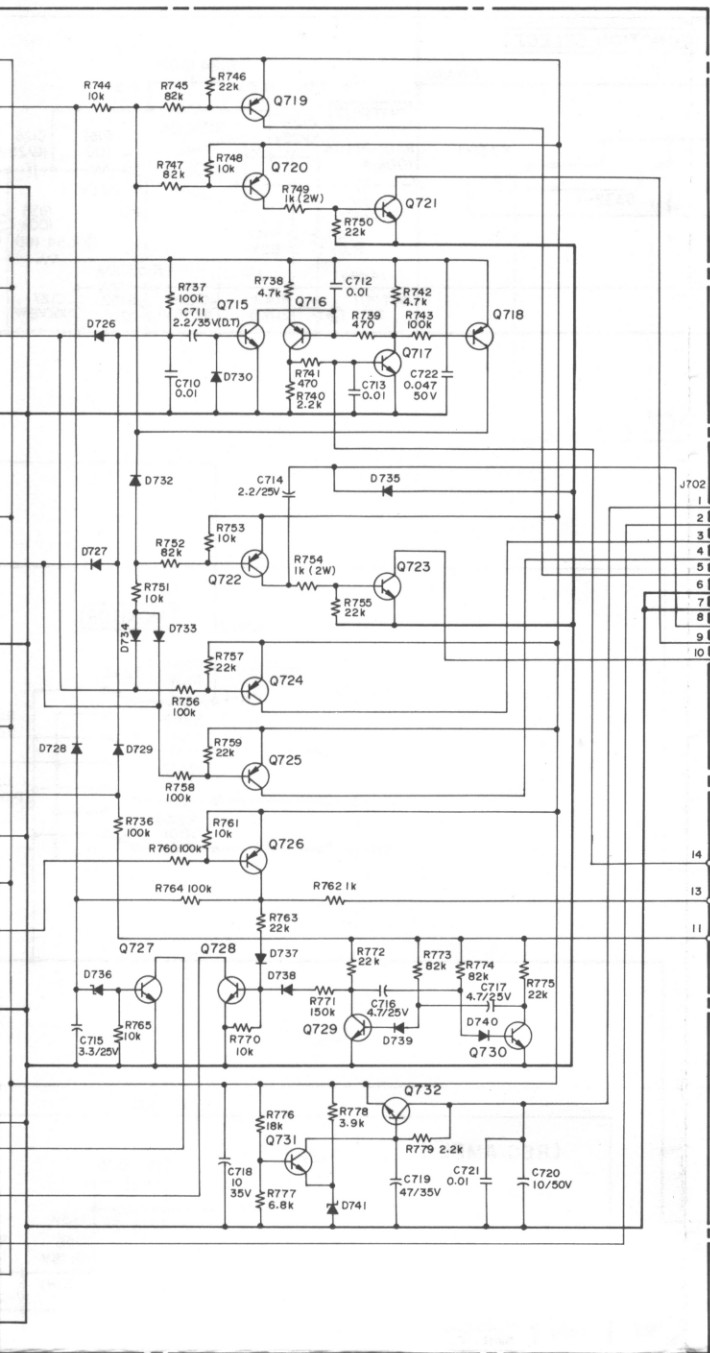 R746
22k
R744
10k
R745
82k
Q719
R748
10k
R747
82k
Q720
R749
1k (2W)
Q721
R750
22k
R737
100k
R738
4.7k
C712
0.01
R742
4.7k
C711
2.2/35V(D.T)
Q715
Q716
R739
470
R743
100k
Q718
D726
Q717
C710
0.01
D730
R741
470
R740
2.2k
C713
0.01
C722
0.047
50V
D732
C714
2.2/25V
D735
J702
1
2
3
4
5
6
7
8
9
10
R753
10k
R752
82k
D727
Q722
R754
1k (2W)
Q723
R751
10k
R755
22k
D734
D733
R757
22k
Q724
R756
100k
D728
D729
R759
22k
Q725
R758
100k
R736
100k
R761
10k
Q726
R760 100k
14
R764 100k
R762 1k
13
R763
22k
11
Q727
Q728
D737
R772
22k
R773
82k
R774
82k
C717
4.7/25V
R775
22k
D736
D738
R771
150k
C716
4.7/25V
C715
3.3/25V
R765
10k
R770
10k
Q729
D739
D740
Q730
Q732
R776
18k
R778
3.9k
Q731
R779 2.2k
C718
10
35V
R777
6.8k
D741
C719
47/35V
C721
0.01
C720
10/50V